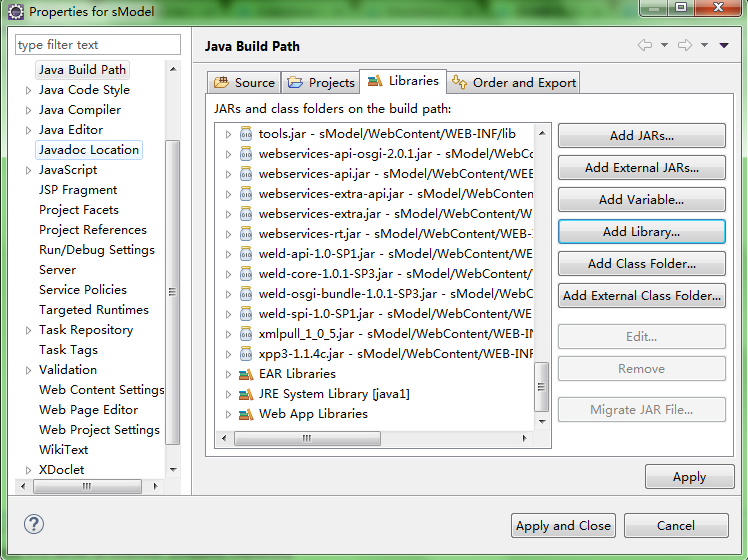 Properties for sModel
type filter text
Java Build Path
Java Code Style
Java Compiler
Java Editor
Javadoc Location
JavaScript
JSP Fragment
Project Facets
Project References
Run/Debug Settings
Server
Service Policies
Targeted Runtimes
Task Repository
Task Tags
Validation
Web Content Settings
Web Page Editor
Web Project Settings
WikiText
XDoclet
Java Build Path
Source
Projects
Libraries
Order and Export
JARs and class folders on the build path:
tools.jar - sModel/WebContent/WEB-INF/lib
webservices-api-osgi-2.0.1.jar - sModel/WebCo
webservices-api.jar - sModel/WebContent/WEB
webservices-extra-api.jar - sModel/WebConten
webservices-extra.jar - sModel/WebContent/W
webservices-rt.jar - sModel/WebContent/WEB-
weld-api-1.0-SP1.jar - sModel/WebContent/W
weld-core-1.0.1-SP3.jar - sModel/WebContent/
weld-osgi-bundle-1.0.1-SP3.jar - sModel/WebC
weld-spi-1.0-SP1.jar - sModel/WebContent/WE
xmlpull_1_0_5.jar - sModel/WebContent/WEB-IN
xpp3-1.1.4c.jar - sModel/WebContent/WEB-INF
EAR Libraries
JRE System Library [java1]
Web App Libraries
Add JARs...
Add External JARs...
Add Variable...
Add Library...
Add Class Folder...
Add External Class Folder...
Edit...
Remove
Migrate JAR File...
Apply
Apply and Close
Cancel